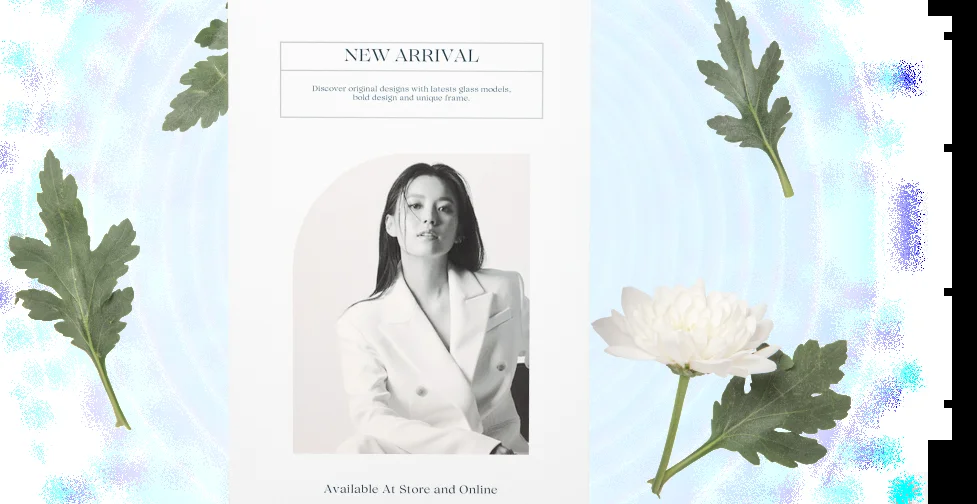 NEW ARRIVAL
Discover original designs with latests glass models,
bold design and unique frame.
Available At Store and Online